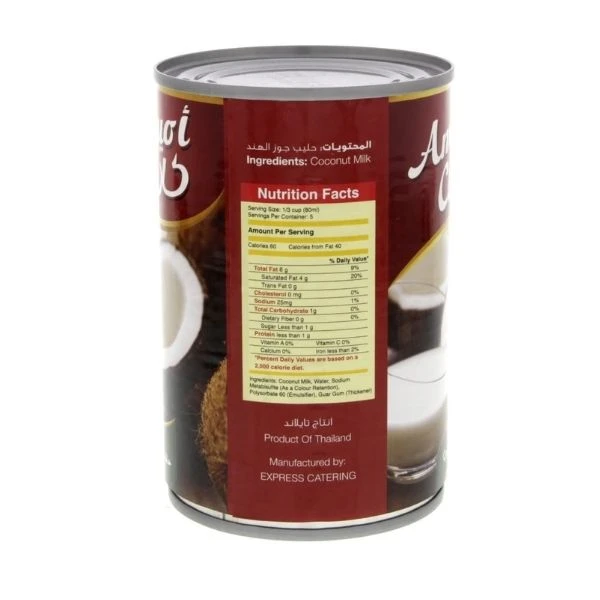 المحتويات: حليب جوز الهند
Ingredients: Coconut Milk
Nutrition Facts
Serving Size: 1/3 cup (80ml)
Servings Per Container: 5
Amount Per Serving
Calories 60 Calories from Fat 40
% Daily Value*
Total Fat 6 g 9%
Saturated Fat 4 g 20%
Trans Fat 0 g
Cholesterol 0 mg 0%
Sodium 25mg 1%
Total Carbohydrate 1g 0%
Dietary Fiber 0 g 0%
Sugar Less than 1 g
Protein less than 1 g
Vitamin A 0% Vitamin C 0%
Calcium 0% Iron less than 2%
*Percent Daily Values are based on a
2,000 calorie diet.
Ingredients: Coconut Milk, Water, Sodium
Metabisulfite (As a Colour Retention),
Polysorbate 60 (Emulsifier), Guar Gum (Thickener)
انتاج تايلاند
Product Of Thailand
Manufactured by:
EXPRESS CATERING